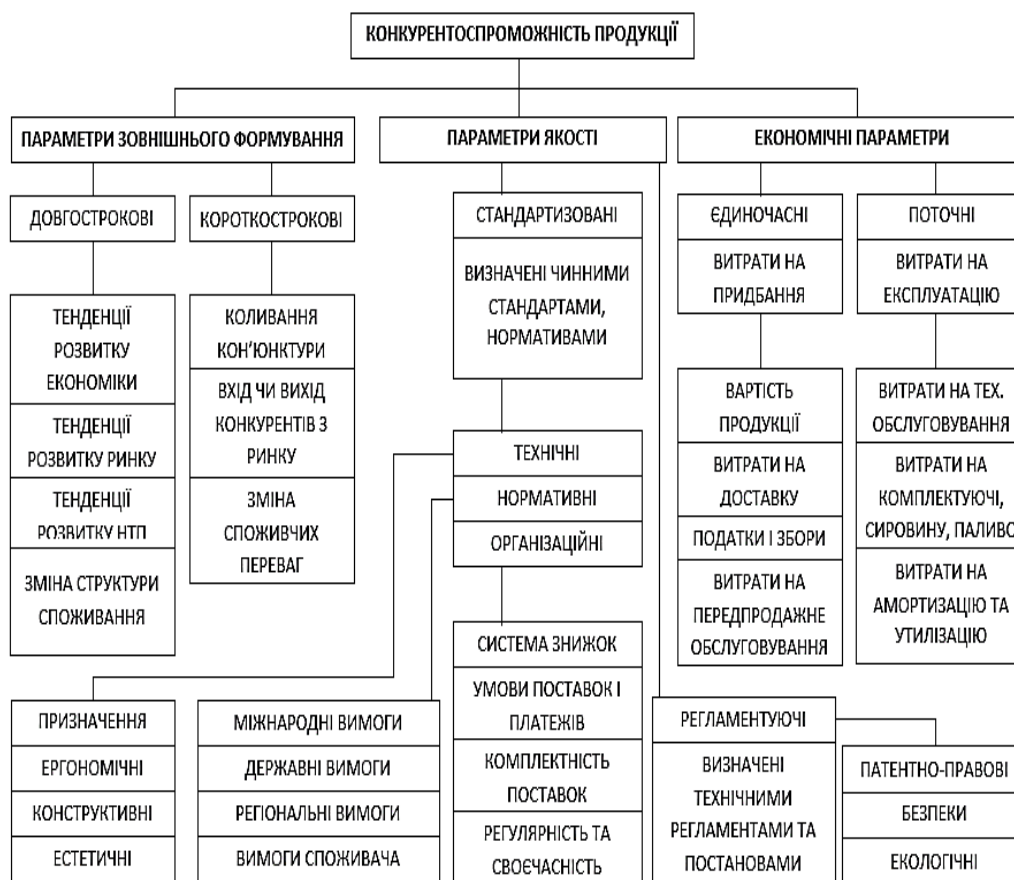 КОНКУРЕНТОСПРОМОЖНІСТЬ ПРОДУКЦІЇ
ПАРАМЕТРИ ЗОВНІШНЬОГО ФОРМУВАННЯ
ДОВГОСТРОКОВІ
ТЕНДЕНЦІЇ
РОЗВИТКУ
ЕКОНОМІКИ
ТЕНДЕНЦІЇ
РОЗВИТКУ РИНКУ
ТЕНДЕНЦІЇ
РОЗВИТКУ НТП
ЗМІНА СТРУКТУРИ
СПОЖИВАННЯ
КОРОТКОСТРОКОВІ
КОЛИВАННЯ
КОН'ЮНКТУРИ
ВХІД ЧИ ВИХІД
КОНКУРЕНТІВ З
РИНКУ
ЗМІНА
СПОЖИВЧИХ
ПЕРЕВАГ
ПАРАМЕТРИ ЯКОСТІ
СТАНДАРТИЗОВАНІ
ВИЗНАЧЕНІ ЧИННИМИ
СТАНДАРТАМИ,
НОРМАТИВАМИ
ТЕХНІЧНІ
НОРМАТИВНІ
ОРГАНІЗАЦІЙНІ
ПРИЗНАЧЕННЯ
ЕРГОНОМІЧНІ
КОНСТРУКТИВНІ
ЕСТЕТИЧНІ
МІЖНАРОДНІ ВИМОГИ
ДЕРЖАВНІ ВИМОГИ
РЕГІОНАЛЬНІ ВИМОГИ
ВИМОГИ СПОЖИВАЧА
СИСТЕМА ЗНИЖОК
УМОВИ ПОСТАВОК І
ПЛАТЕЖІВ
КОМПЛЕКТНІСТЬ
ПОСТАВОК
РЕГУЛЯРНІСТЬ ТА
СВОЄЧАСНІСТЬ
РЕГЛАМЕНТУЮЧІ
ВИЗНАЧЕНІ
ТЕХНІЧНИМИ
РЕГЛАМЕНТАМИ ТА
ПОСТАНОВАМИ
ПАТЕНТНО-ПРАВОВІ
БЕЗПЕКИ
ЕКОЛОГІЧНІ
ЕКОНОМІЧНІ ПАРАМЕТРИ
ЄДИНОЧАСНІ
ВИТРАТИ НА
ПРИДБАННЯ
ВАРТІСТЬ
ПРОДУКЦІЇ
ВИТРАТИ НА
ДОСТАВКУ
ПОДАТКИ І ЗБОРИ
ВИТРАТИ НА
ПЕРЕДПРОДАЖНЕ
ОБСЛУГОВУВАННЯ
ПОТОЧНІ
ВИТРАТИ НА
ЕКСПЛУАТАЦІЮ
ВИТРАТИ НА ТЕХ.
ОБСЛУГОВУВАННЯ
ВИТРАТИ НА
КОМПЛЕКТУЮЧІ,
СИРОВИНУ, ПАЛИВО
ВИТРАТИ НА
АМОРТИЗАЦІЮ ТА
УТИЛІЗАЦІЮ